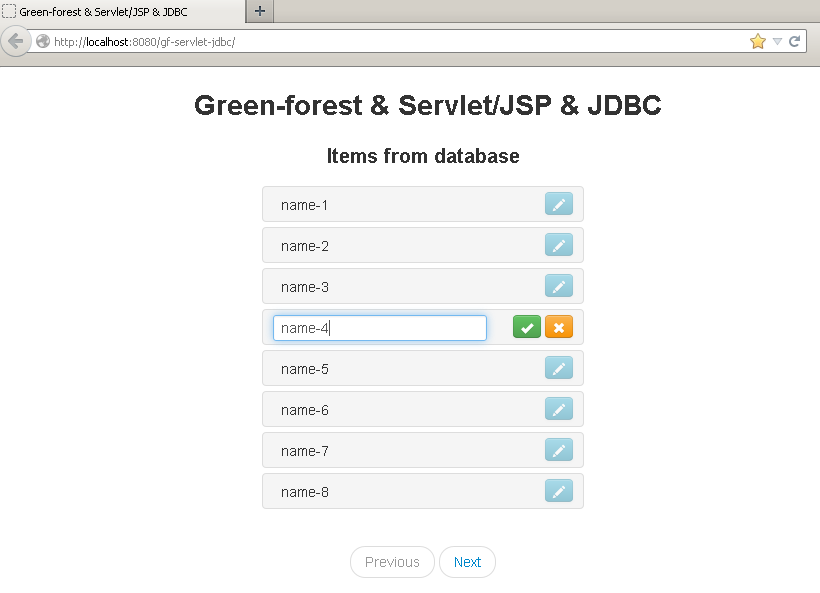 Green-forest & Servlet/JSP & JDBC
http://localhost:8080/gf-servlet-jdbc/
Green-forest & Servlet/JSP & JDBC
Items from database
name-1
name-2
name-3
name-4
name-5
name-6
name-7
name-8
Previous Next